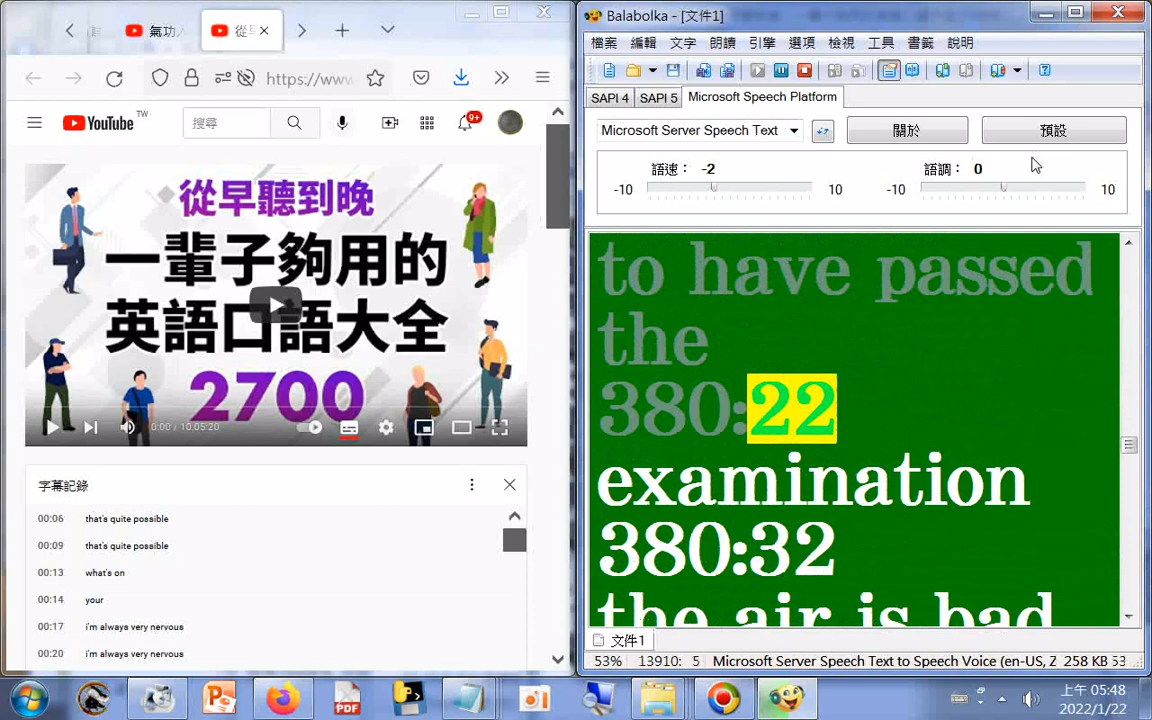 氣功
從
https://www
YouTube TW
搜尋
9+
從早聽到晚
一輩子夠用的
英語口語大全
2700
0:00 / 10:05:20
字幕記錄
00:06 that's quite possible
00:09 that's quite possible
00:13 what's on
00:14 your
00:17 i'm always very nervous
00:20 i'm always very nervous
Balabolka - [文件1]
檔案 編輯 文字 朗讀 引擎 選項 檢視 工具 書籤 說明
SAPI 4 SAPI 5 Microsoft Speech Platform
Microsoft Server Speech Text 關於 預設
語速: -2 語調: 0
-10 10 -10 10
to have passed
the
380:22
examination
380:32
the air is bad
文件1
53% 13910: 5 Microsoft Server Speech Text to Speech Voice (en-US, Z 258 KB 53
PDF
上午 05:48
2022/1/22